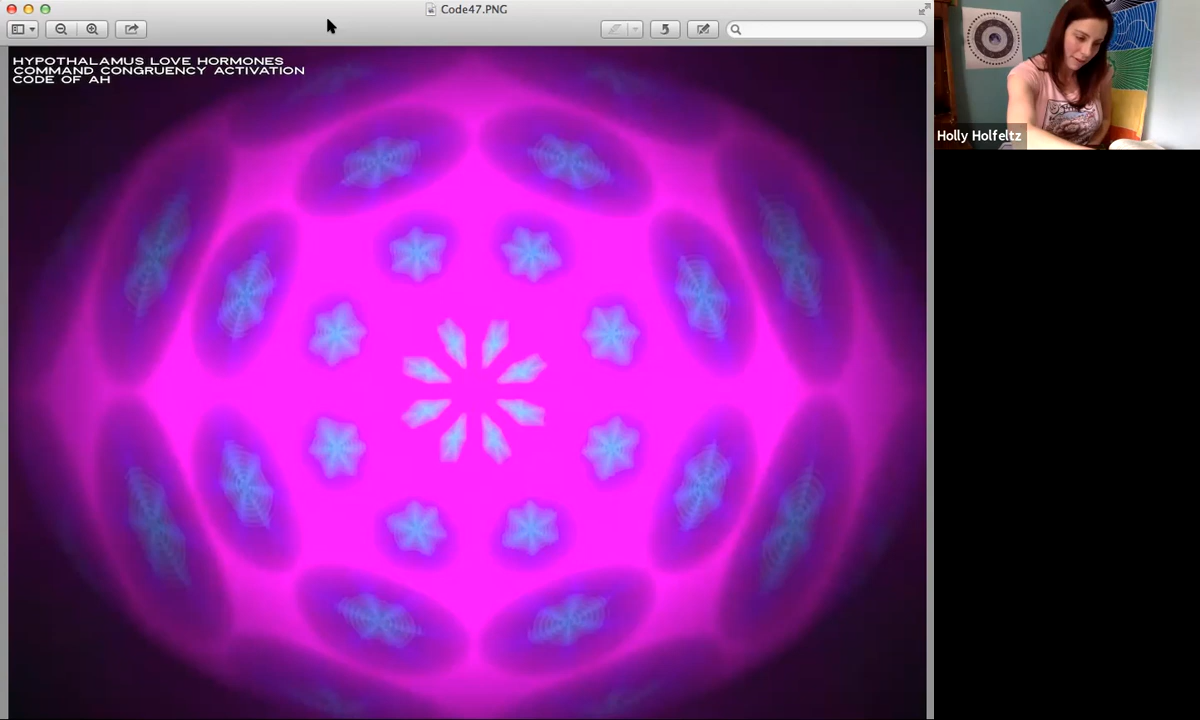 Code47.PNG
HYPOTHALAMUS LOVE HORMONES
COMMAND CONGRUENCY ACTIVATION
CODE OF AH
Holly Holfeltz